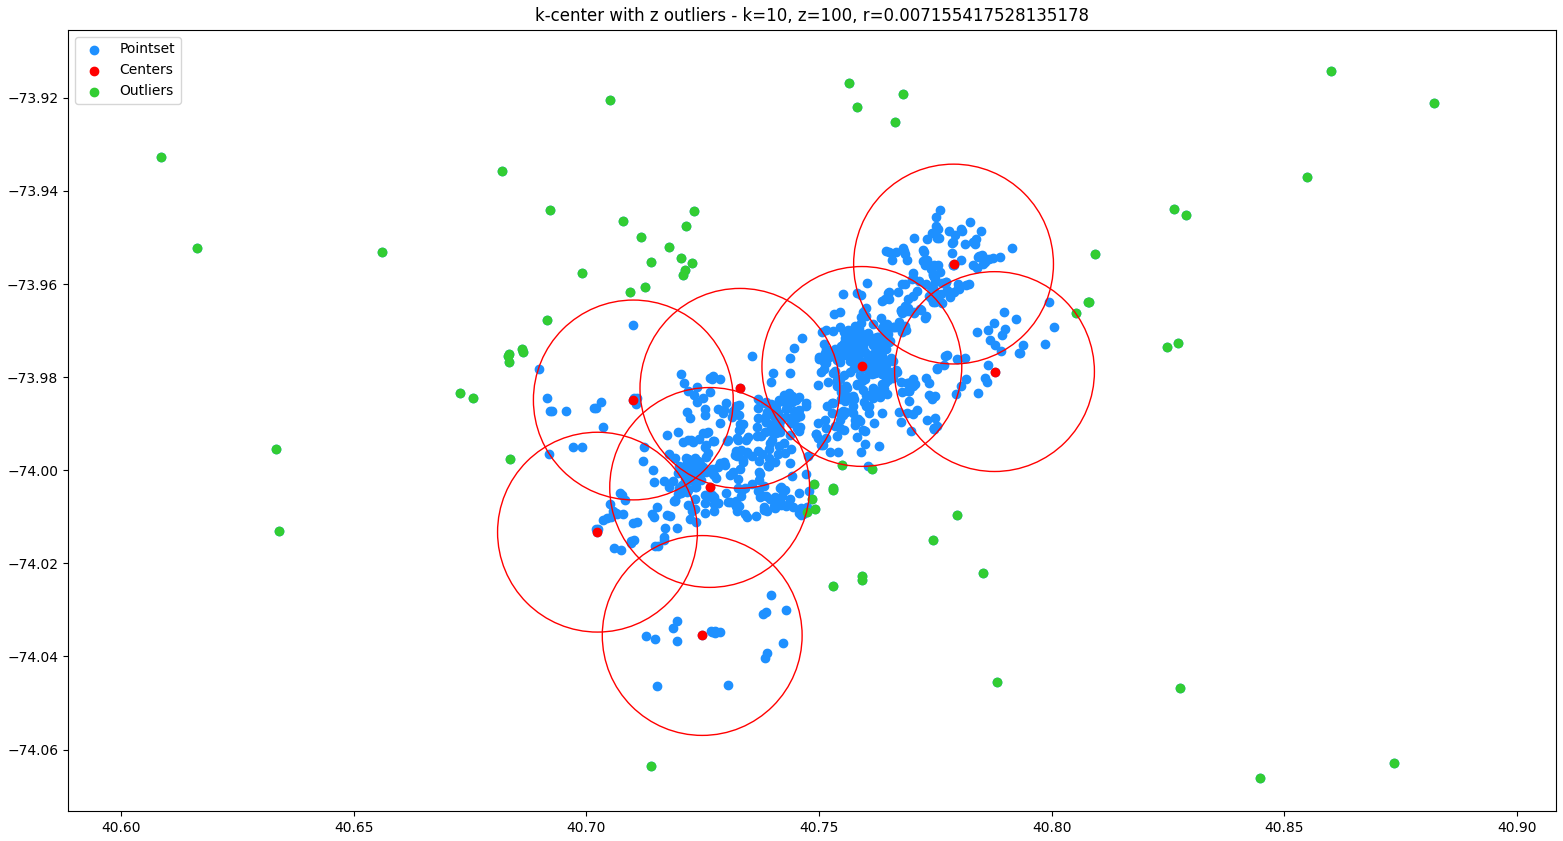 k-center with z outliers - k=10, z=100, r=0.007155417528135178
Pointset
Centers
Outliers
−73.92
−73.94
−73.96
−73.98
−74.00
−74.02
−74.04
−74.06
40.60 40.65 40.70 40.75 40.80 40.85 40.90